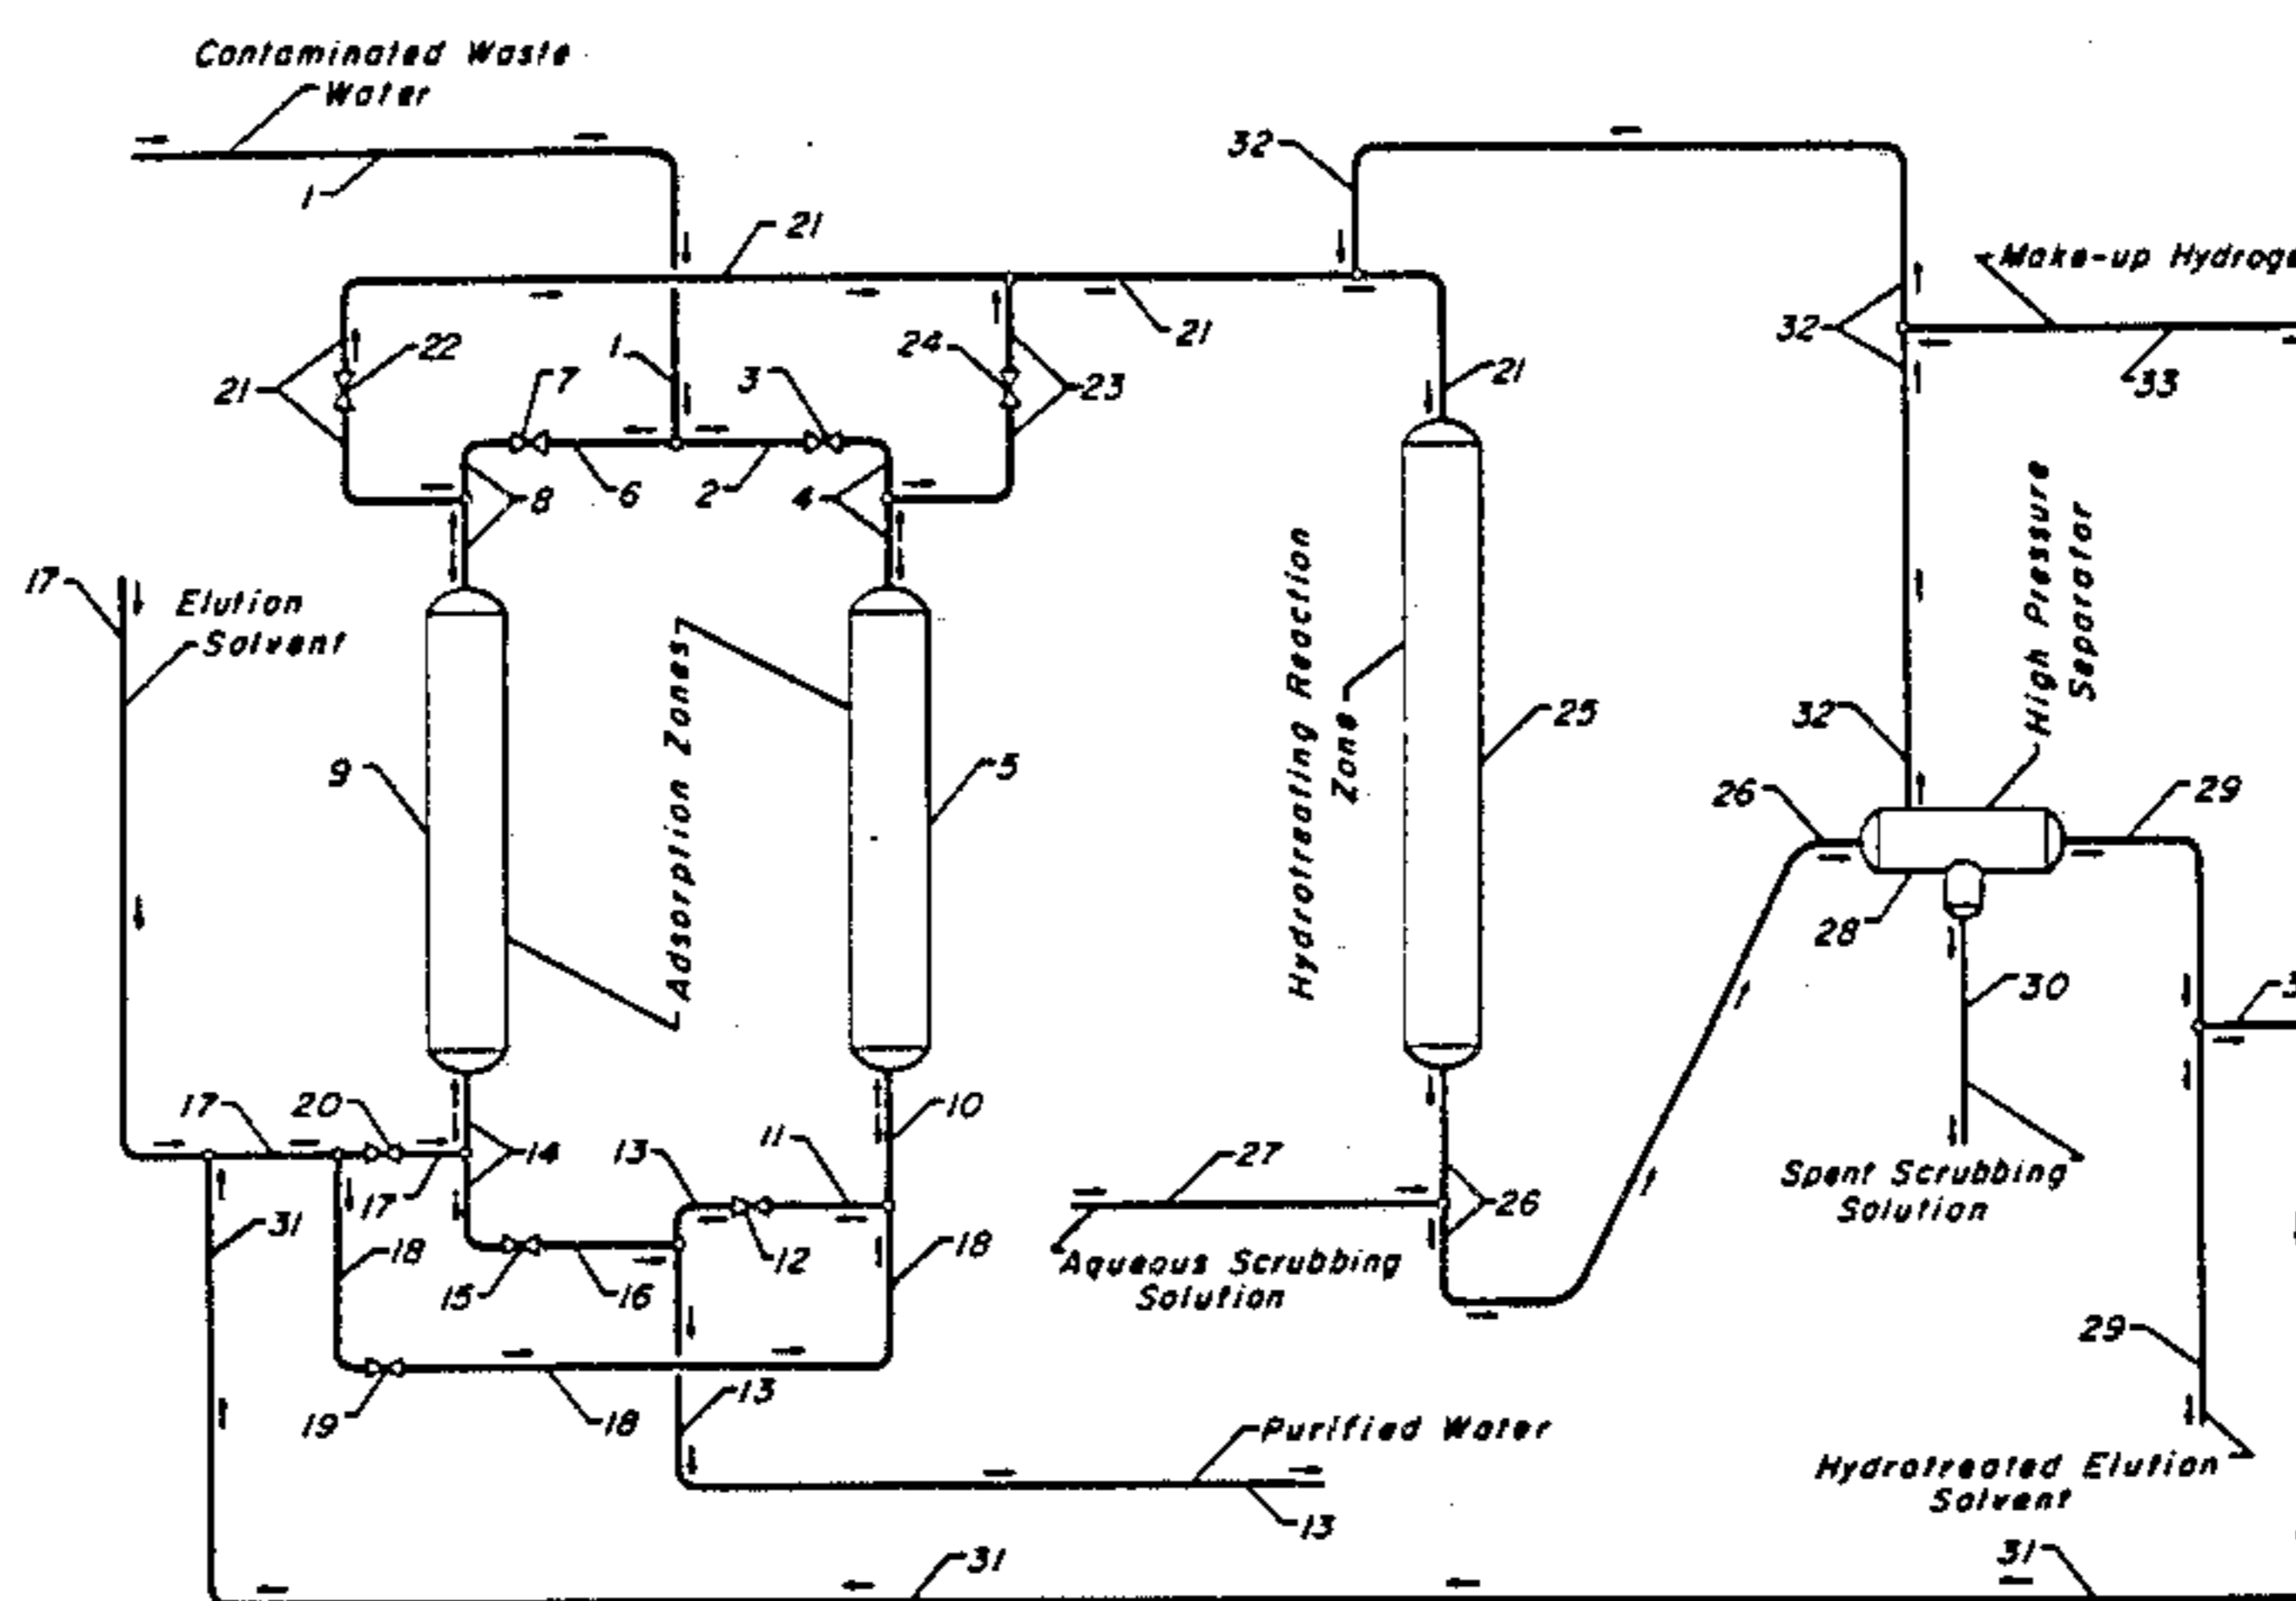 Contaminated Waste
Water
1
32
21
Make-up Hydroge
21
32
33
1
22
24
23
21
7
3
21
8
6
2
4
High Pressure
Separator
17
Elution
Solvent
Adsorption Zones
Hydrotreating Reaction
Zone
32
25
9
5
26
29
28
30
3
17
20
14
13
11
10
17
27
26
Spent Scrubbing
Solution
31
18
15
16
12
18
Aqueous Scrubbing
Solution
29
19
18
13
Purified Water
Hydrotreated Elution
Solvent
13
31
31